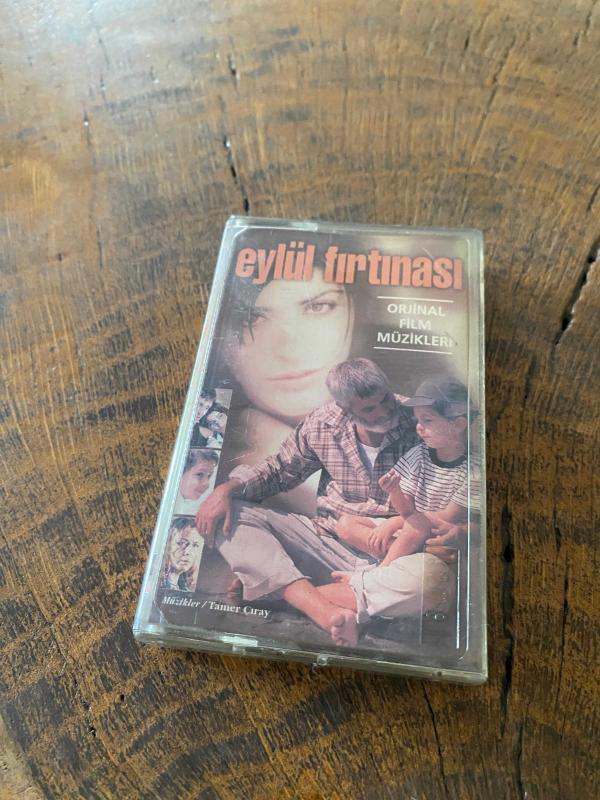 eylül fırtınası
ORJİNAL
FİLM
MÜZİKLERİ
Müzikler / Tamer Çıray